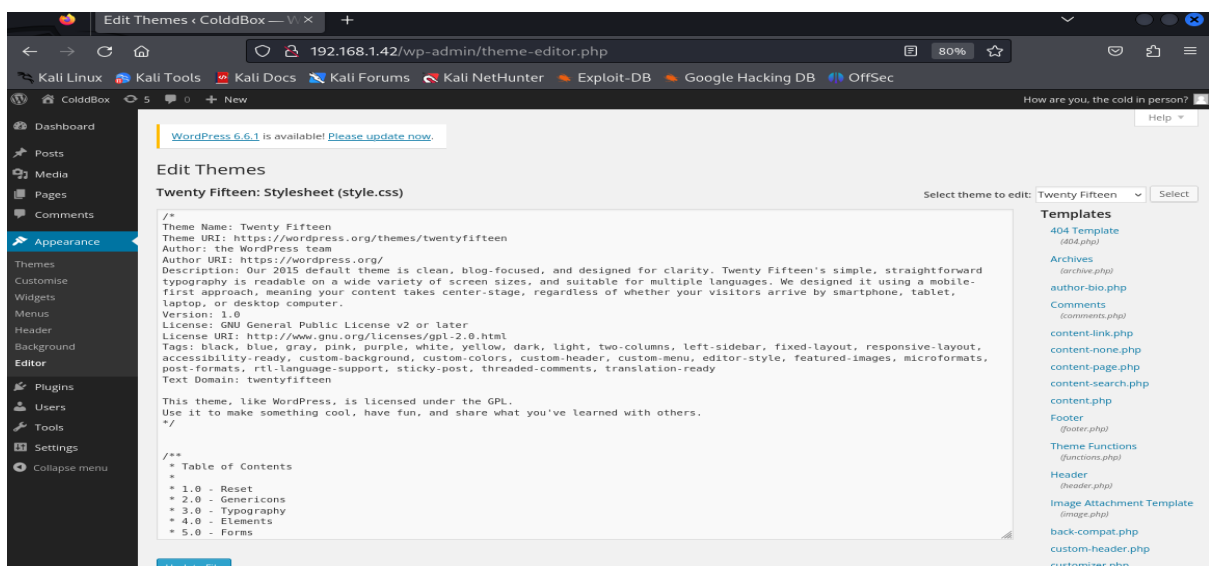 Edit Themes ‹ ColddBox — W
192.168.1.42/wp-admin/theme-editor.php
80%
Kali Linux Kali Tools Kali Docs Kali Forums Kali NetHunter Exploit-DB Google Hacking DB OffSec
ColddBox 5 0 + New
How are you, the cold in person?
Help
Dashboard
Posts
Media
Pages
Comments
Appearance
Themes
Customise
Widgets
Menus
Header
Background
Editor
Plugins
Users
Tools
Settings
Collapse menu
WordPress 6.6.1 is available! Please update now.
Edit Themes
Twenty Fifteen: Stylesheet (style.css)
Select theme to edit: Twenty Fifteen Select
/*
Theme Name: Twenty Fifteen
Theme URI: https://wordpress.org/themes/twentyfifteen
Author: the WordPress team
Author URI: https://wordpress.org/
Description: Our 2015 default theme is clean, blog-focused, and designed for clarity. Twenty Fifteen's simple, straightforward
typography is readable on a wide variety of screen sizes, and suitable for multiple languages. We designed it using a mobile-
first approach, meaning your content takes center-stage, regardless of whether your visitors arrive by smartphone, tablet,
laptop, or desktop computer.
Version: 1.0
License: GNU General Public License v2 or later
License URI: http://www.gnu.org/licenses/gpl-2.0.html
Tags: black, blue, gray, pink, purple, white, yellow, dark, light, two-columns, left-sidebar, fixed-layout, responsive-layout,
accessibility-ready, custom-background, custom-colors, custom-header, custom-menu, editor-style, featured-images, microformats,
post-formats, rtl-language-support, sticky-post, threaded-comments, translation-ready
Text Domain: twentyfifteen
This theme, like WordPress, is licensed under the GPL.
Use it to make something cool, have fun, and share what you've learned with others.
*/
/**
* Table of Contents
*
* 1.0 - Reset
* 2.0 - Genericons
* 3.0 - Typography
* 4.0 - Elements
* 5.0 - Forms
Templates
404 Template
(404.php)
Archives
(archive.php)
author-bio.php
Comments
(comments.php)
content-link.php
content-none.php
content-page.php
content-search.php
content.php
Footer
(footer.php)
Theme Functions
(functions.php)
Header
(header.php)
Image Attachment Template
(image.php)
back-compat.php
custom-header.php
customizer.php